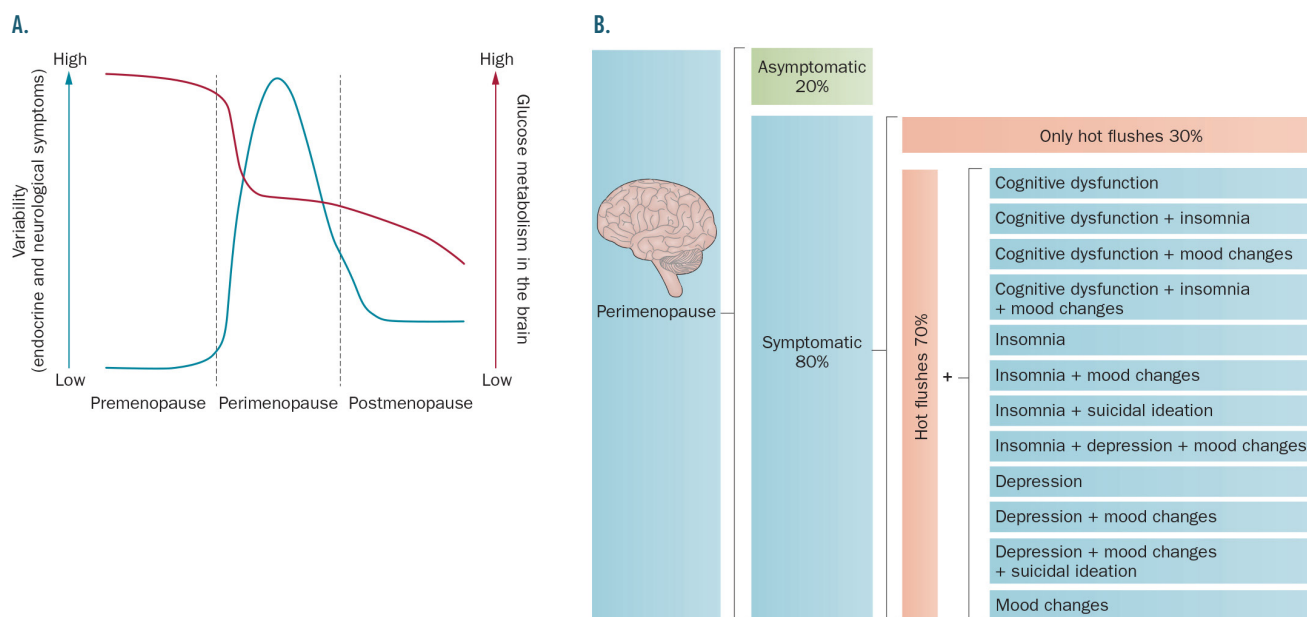 A.
High
High
Variability
(endocrine and neurological symptoms)
Glucose metabolism in the brain
Low
Low
Premenopause
Perimenopause
Postmenopause
B.
Perimenopause
Asymptomatic
20%
Symptomatic
80%
Only hot flushes 30%
Hot flushes 70%
+
Cognitive dysfunction
Cognitive dysfunction + insomnia
Cognitive dysfunction + mood changes
Cognitive dysfunction + insomnia
+ mood changes
Insomnia
Insomnia + mood changes
Insomnia + suicidal ideation
Insomnia + depression + mood changes
Depression
Depression + mood changes
Depression + mood changes
+ suicidal ideation
Mood changes